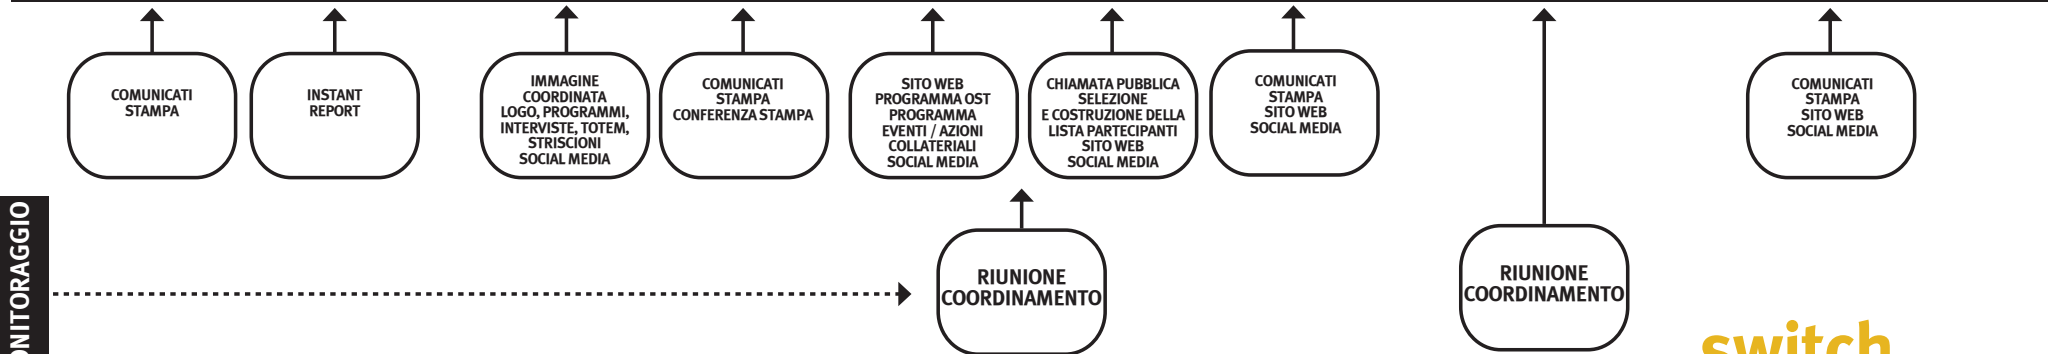 COMUNICATI
STAMPA
INSTANT
REPORT
IMMAGINE
COORDINATA
LOGO, PROGRAMMI,
INTERVISTE, TOTEM,
STRISCIONI
SOCIAL MEDIA
COMUNICATI
STAMPA
CONFERENZA STAMPA
SITO WEB
PROGRAMMA OST
PROGRAMMA
EVENTI / AZIONI
COLLATERIALI
SOCIAL MEDIA
CHIAMATA PUBBLICA
SELEZIONE
E COSTRUZIONE DELLA
LISTA PARTECIPANTI
SITO WEB
SOCIAL MEDIA
COMUNICATI
STAMPA
SITO WEB
SOCIAL MEDIA
COMUNICATI
STAMPA
SITO WEB
SOCIAL MEDIA
ONITORAGGIO
RIUNIONE
COORDINAMENTO
RIUNIONE
COORDINAMENTO
switch